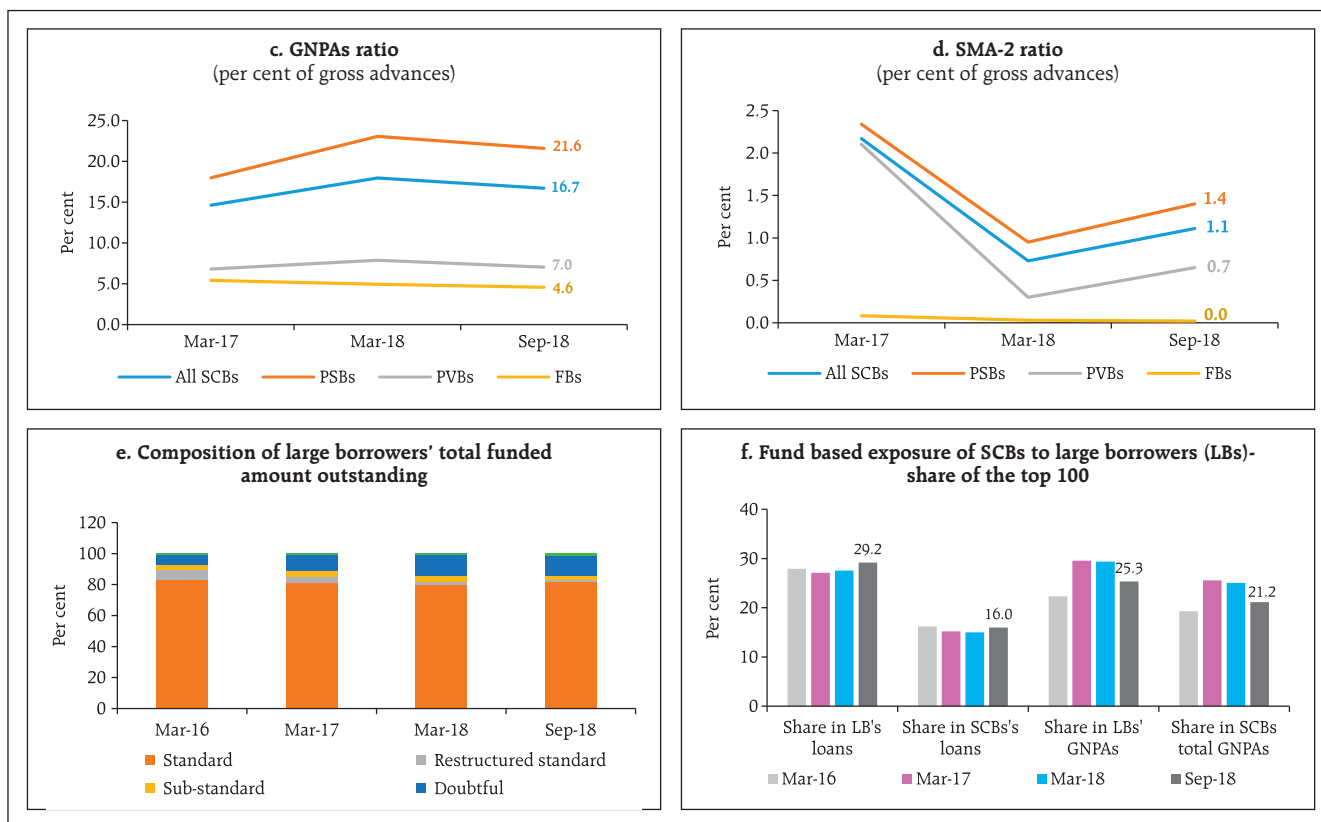 c. GNPAs ratio
(per cent of gross advances)
Per cent
25.0
20.0
15.0
10.0
5.0
0.0
21.6
16.7
7.0
4.6
Mar-17 Mar-18 Sep-18
All SCBs PSBs PVBs FBs
d. SMA-2 ratio
(per cent of gross advances)
Per cent
2.5
2.0
1.5
1.0
0.5
0.0
1.4
1.1
0.7
0.0
Mar-17 Mar-18 Sep-18
All SCBs PSBs PVBs FBs
e. Composition of large borrowers' total funded
amount outstanding
Per cent
120
100
80
60
40
20
0
Mar-16 Mar-17 Mar-18 Sep-18
Standard Restructured standard
Sub-standard Doubtful
f. Fund based exposure of SCBs to large borrowers (LBs)-
share of the top 100
Per cent
40
30
20
10
0
29.2
16.0
25.3
21.2
Share in LB's
loans
Share in SCBs's
loans
Share in LBs'
GNPAs
Share in SCBs
total GNPAs
Mar-16 Mar-17 Mar-18 Sep-18